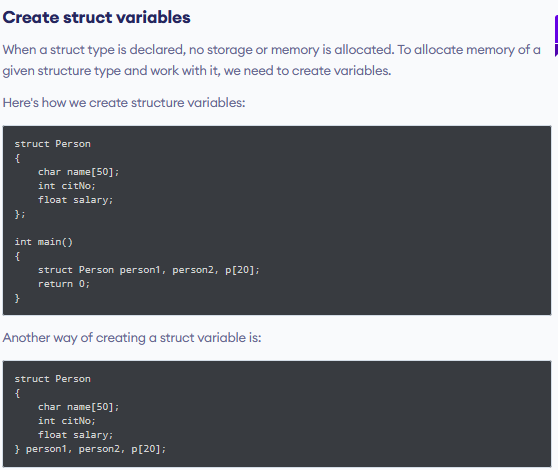 Create struct variables
When a struct type is declared, no storage or memory is allocated. To allocate memory of a
given structure type and work with it, we need to create variables.
Here's how we create structure variables:
struct Person
{
    char name[50];
    int citNo;
    float salary;
};
int main()
{
    struct Person person1, person2, p[20];
    return 0;
}
Another way of creating a struct variable is:
struct Person
{
    char name[50];
    int citNo;
    float salary;
} person1, person2, p[20];